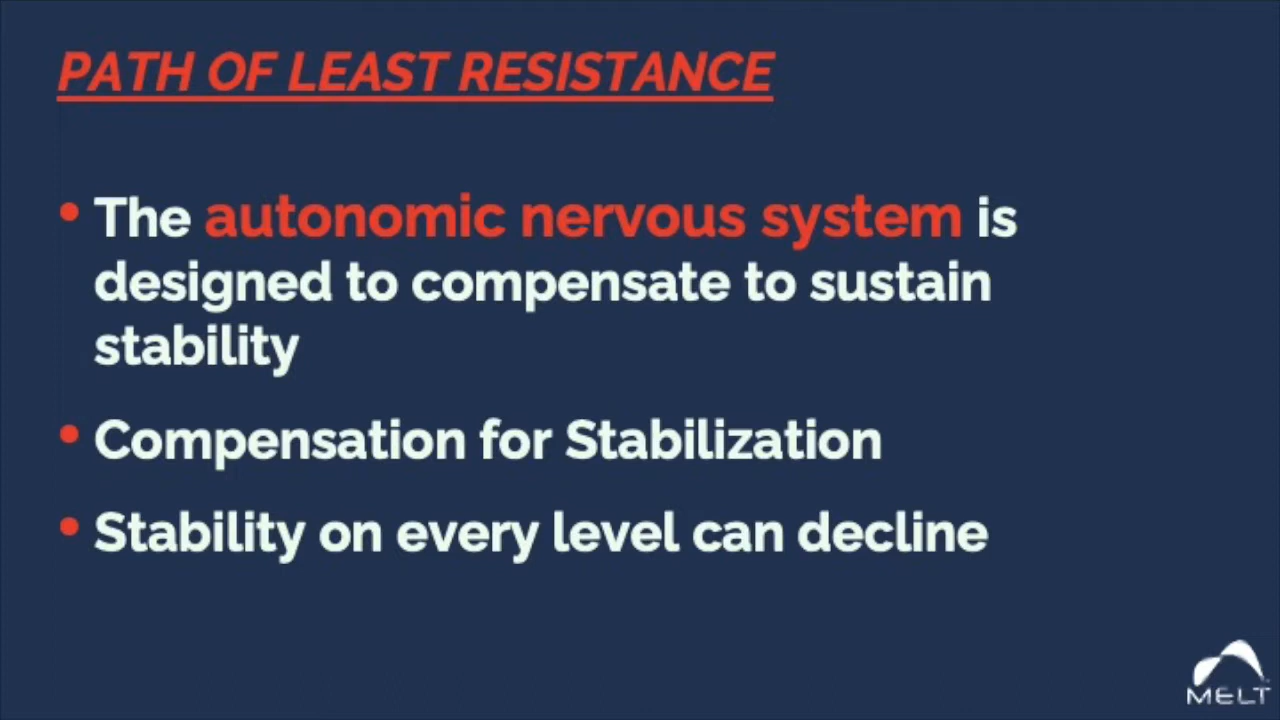 PATH OF LEAST RESISTANCE
• The autonomic nervous system is
designed to compensate to sustain
stability
• Compensation for Stabilization
• Stability on every level can decline
MELT